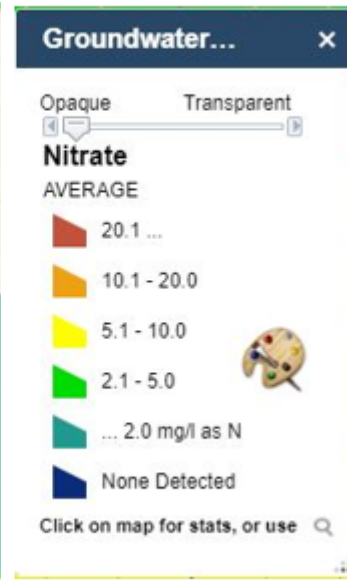 Groundwater... ×
Opaque Transparent
Nitrate
AVERAGE
20.1 ...
10.1 - 20.0
5.1 - 10.0
2.1 - 5.0
... 2.0 mg/l as N
None Detected
Click on map for stats, or use